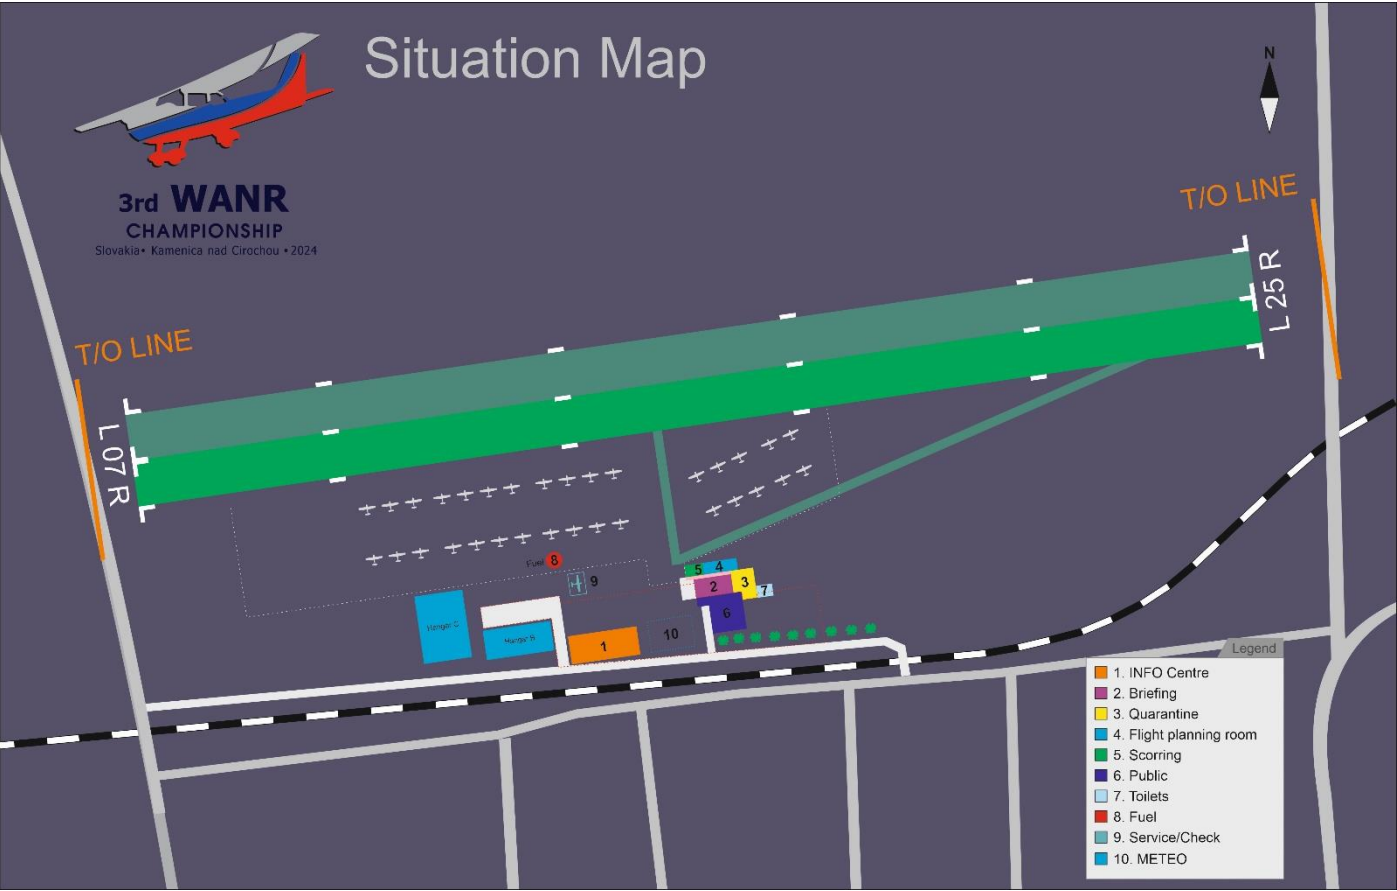 Situation Map
N
3rd WANR
CHAMPIONSHIP
Slovakia• Kamenica nad Cirochou •2024
T/O LINE
T/O LINE
L 25 R
L 07 R
Fuel 8
9
5 4
2 3
7
6
Hangar C
Hangar B
1
10
Legend
1. INFO Centre
2. Briefing
3. Quarantine
4. Flight planning room
5. Scorring
6. Public
7. Toilets
8. Fuel
9. Service/Check
10. METEO